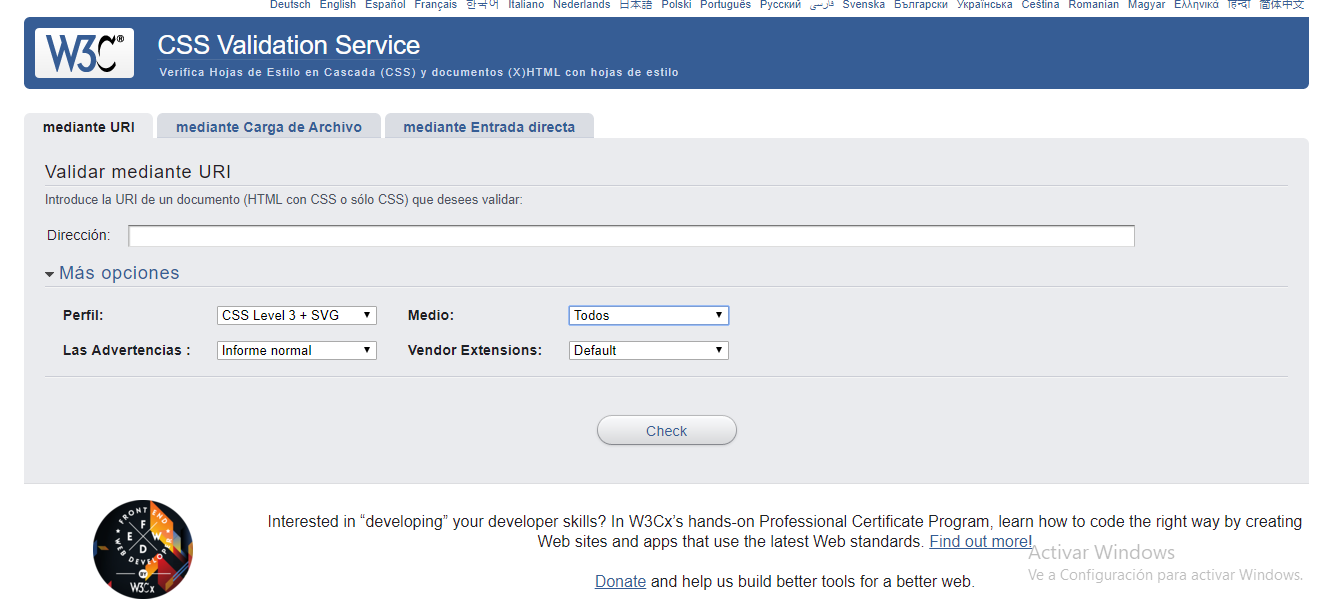 Deutsch English Español Français 한국어 Italiano Nederlands 日本語 Polski Português Русский فارسی Svenska Български Українська Čeština Romanian Magyar Ελληνικά हिन्दी 简体中文
W3C®
CSS Validation Service
Verifica Hojas de Estilo en Cascada (CSS) y documentos (X)HTML con hojas de estilo
mediante URI mediante Carga de Archivo mediante Entrada directa
Validar mediante URI
Introduce la URI de un documento (HTML con CSS o sólo CSS) que desees validar:
Dirección:
Más opciones
Perfil: CSS Level 3 + SVG Medio: Todos
Las Advertencias : Informe normal Vendor Extensions: Default
Check
FRONT END
WEB DEVELOPER
F E W D
BY
W3Cx
Interested in “developing” your developer skills? In W3Cx's hands-on Professional Certificate Program, learn how to code the right way by creating
Web sites and apps that use the latest Web standards. Find out more!
Donate and help us build better tools for a better web.
Activar Windows
Ve a Configuración para activar Windows.